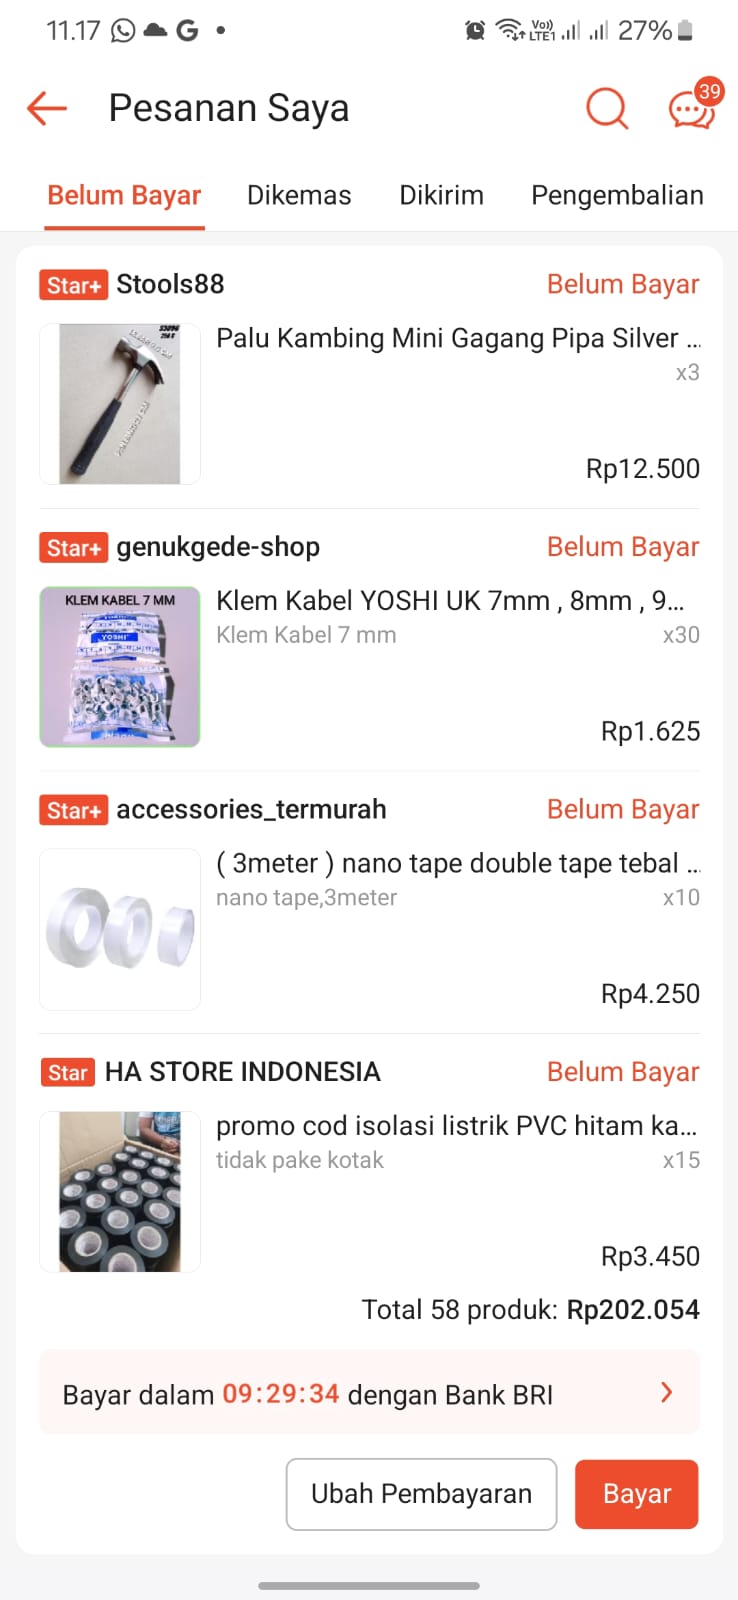 11.17
Vo))
LTE1
27%
Pesanan Saya
39
Belum Bayar
Dikemas
Dikirim
Pengembalian
Star+ Stools88
Belum Bayar
Palu Kambing Mini Gagang Pipa Silver ...
x3
Rp12.500
Star+ genukgede-shop
Belum Bayar
KLEM KABEL 7 MM
YOSHI
Klem Kabel YOSHI UK 7mm , 8mm , 9...
Klem Kabel 7 mm
x30
Rp1.625
Star+ accessories_termurah
Belum Bayar
( 3meter ) nano tape double tape tebal ...
nano tape,3meter
x10
Rp4.250
Star HA STORE INDONESIA
Belum Bayar
promo cod isolasi listrik PVC hitam ka...
tidak pake kotak
x15
Rp3.450
Total 58 produk: Rp202.054
Bayar dalam 09:29:34 dengan Bank BRI
Ubah Pembayaran
Bayar